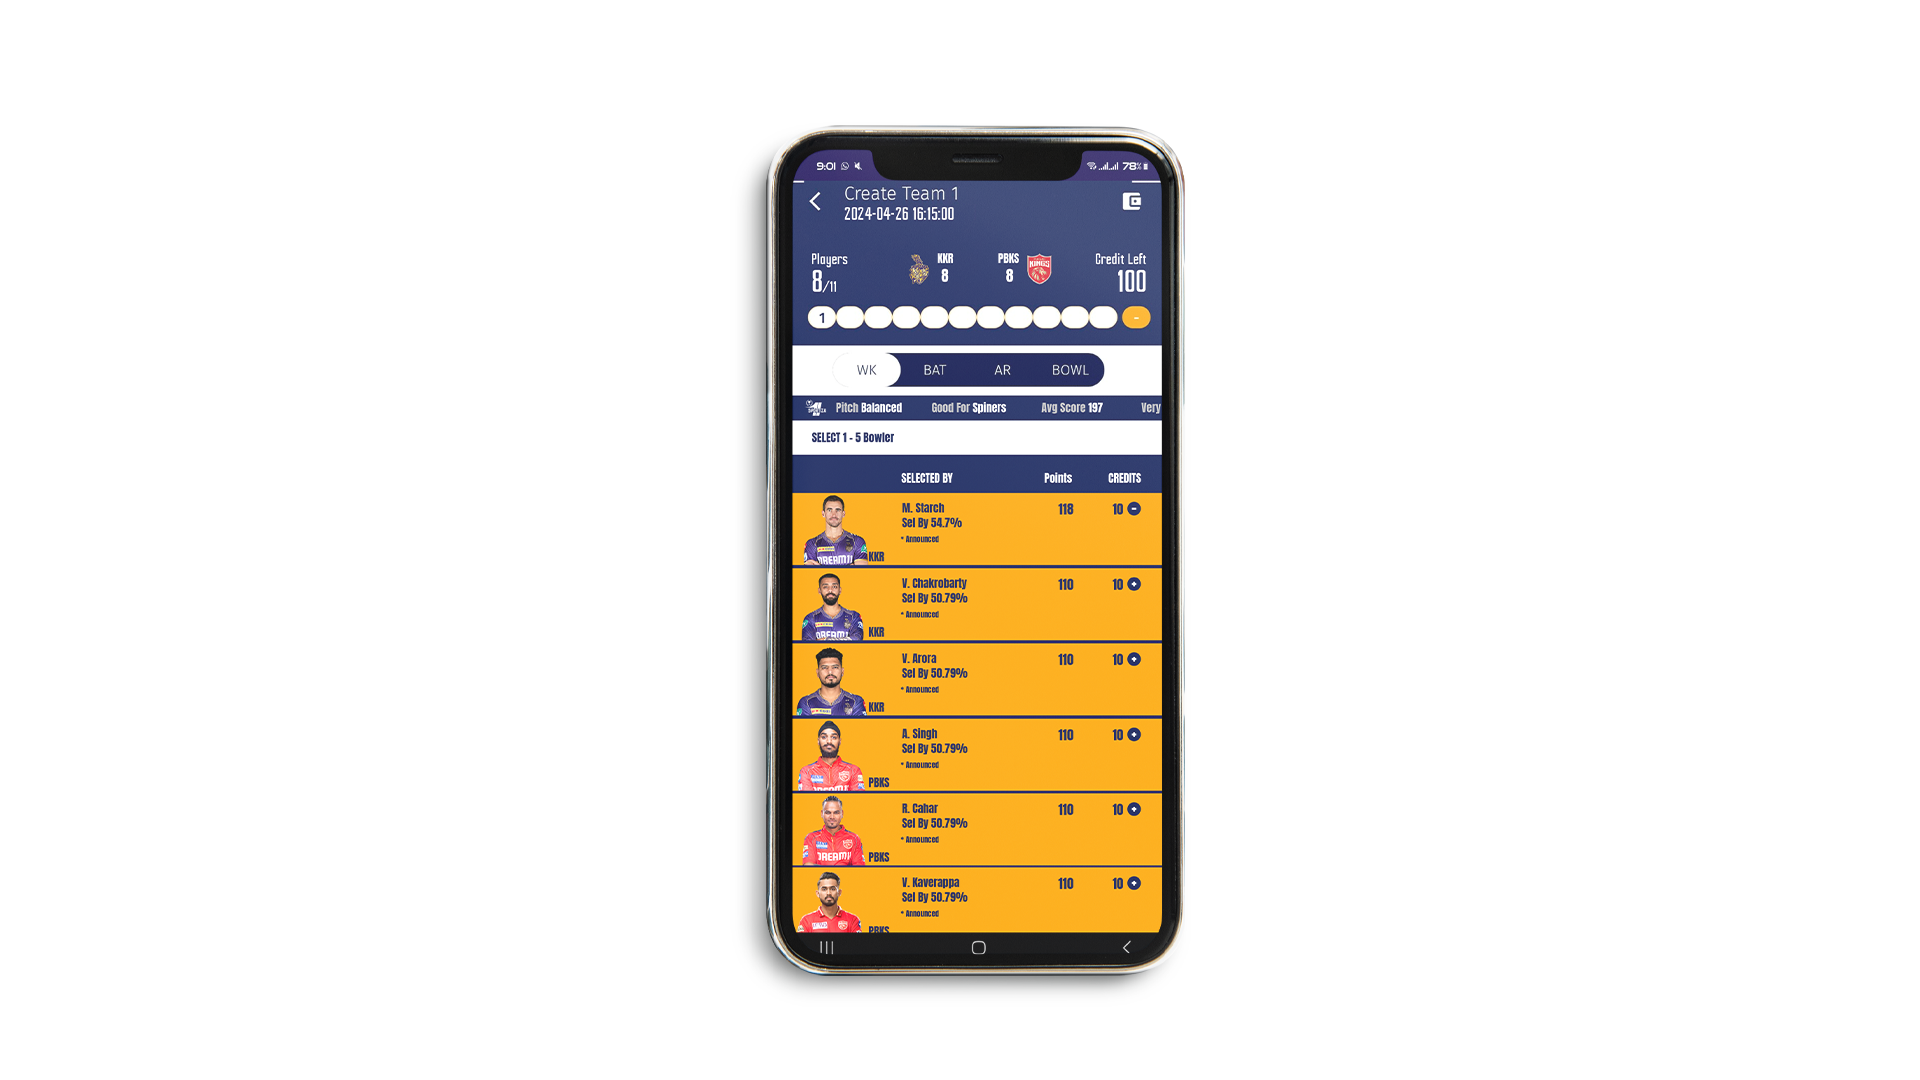 9:01 78%
Create Team 1
2024-04-26 16:15:00
Players KKR PBKS KINGS Credit Left
8/11 8 8 100
1 -
WK BAT AR BOWL
Pitch Balanced Good For Spiners Avg Score 197 Very
SELECT 1 - 5 Bowler
SELECTED BY Points CREDITS
M. Starch 118 10
Sel By 54.7%
* Announced
DREAM11 KKR
V. Chakrobarty 110 10
Sel By 50.79%
* Announced
DREAM11 KKR
V. Arora 110 10
Sel By 50.79%
* Announced
KKR
A. Singh 110 10
Sel By 50.79%
* Announced
DREAM11 PBKS
R. Cahar 110 10
Sel By 50.79%
* Announced
DREAM11 PBKS
V. Kaverappa 110 10
Sel By 50.79%
* Announced
PBKS